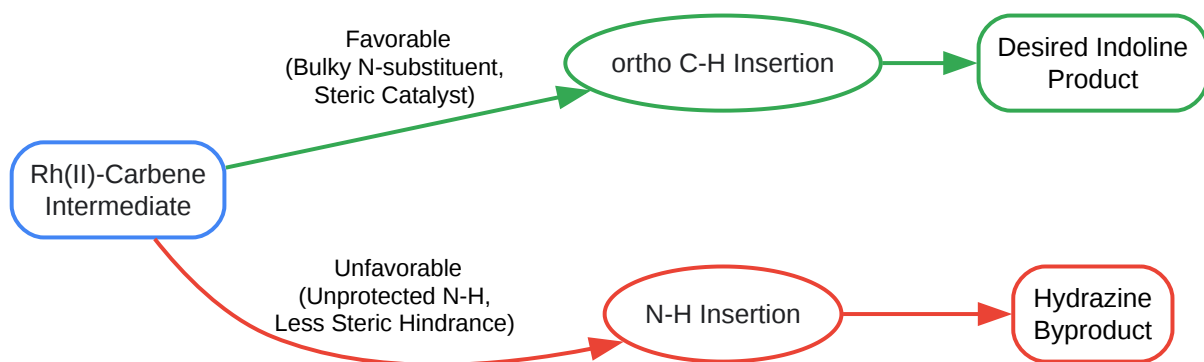 Favorable
(Bulky N-substituent,
Steric Catalyst)
ortho C-H Insertion
Desired Indoline
Product
Rh(II)-Carbene
Intermediate
Unfavorable
(Unprotected N-H,
Less Steric Hindrance)
N-H Insertion
Hydrazine
Byproduct